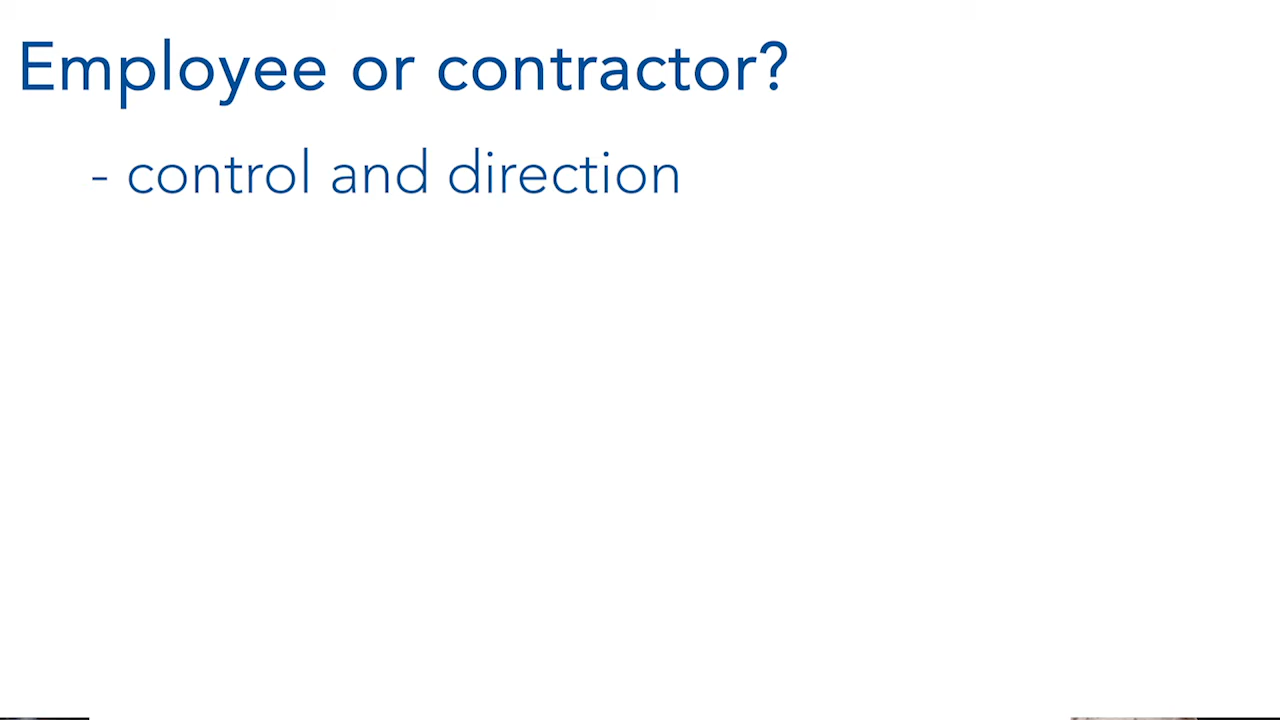 Employee or contractor?
- control and direction